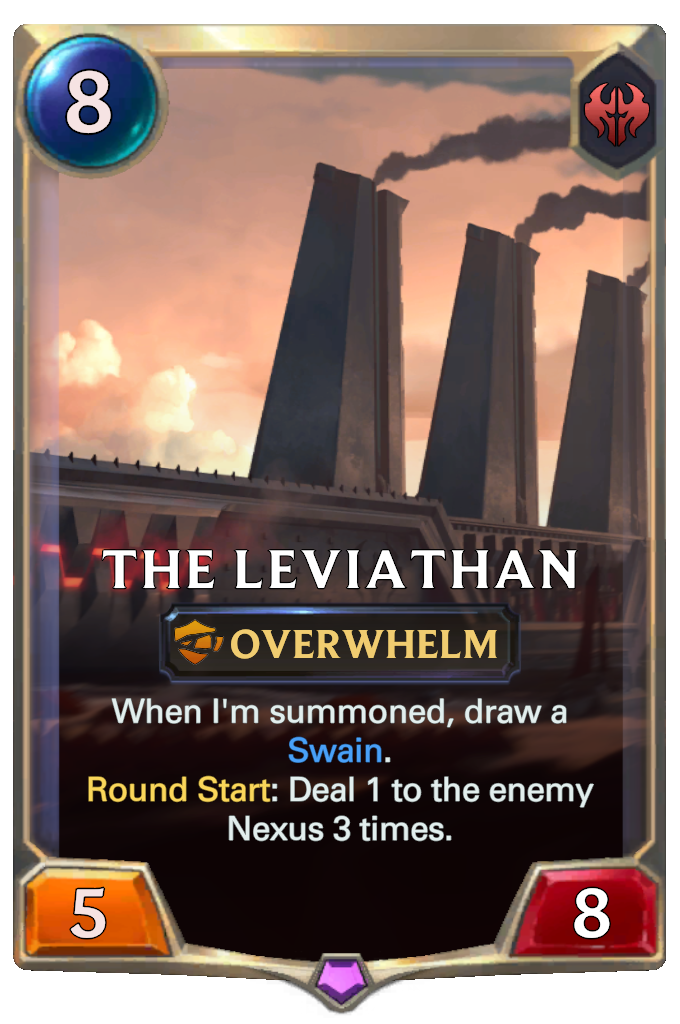 8
THE LEVIATHAN
OVERWHELM
When I'm summoned, draw a
Swain.
Round Start: Deal 1 to the enemy
Nexus 3 times.
5
8